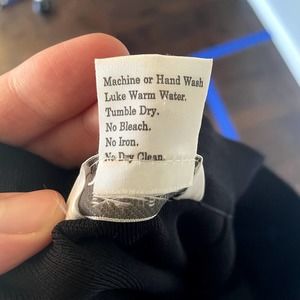 Machine or Hand Wash
Luke Warm Water.
Tumble Dry.
No Bleach.
No Iron.
No Dry Clean.